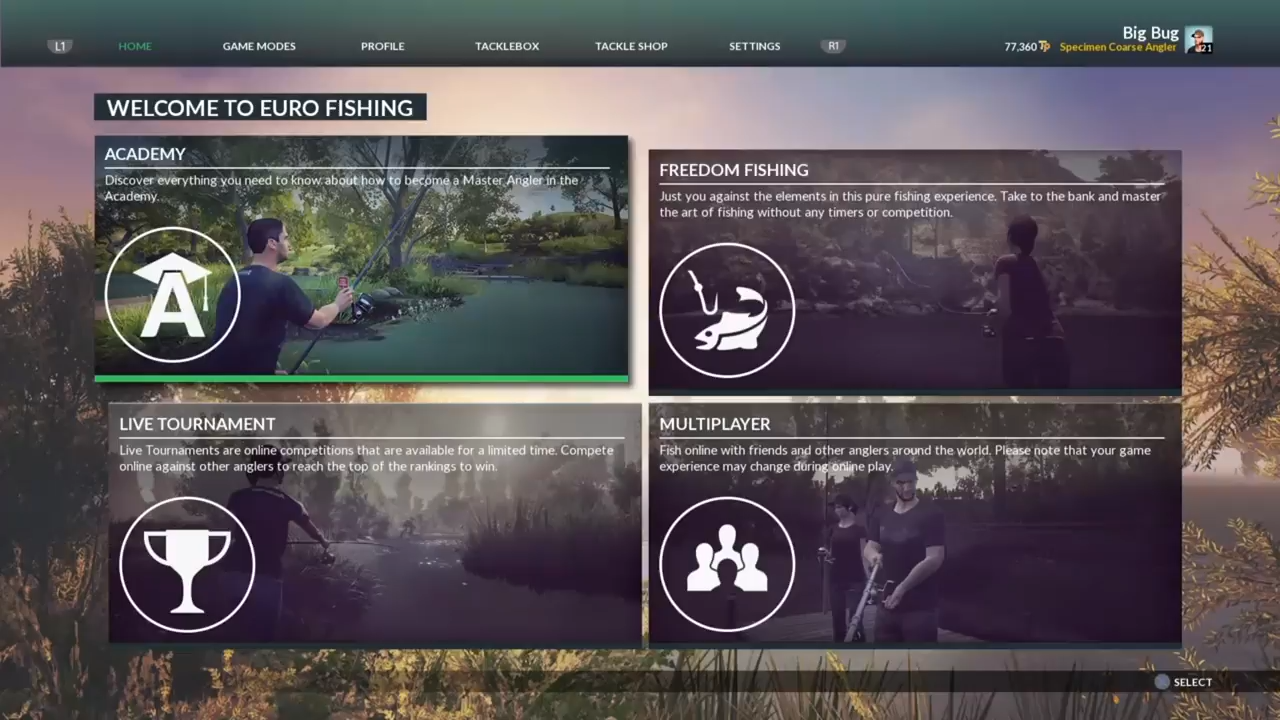 L1
HOME
GAME MODES
PROFILE
TACKLEBOX
TACKLE SHOP
SETTINGS
R1
Big Bug
77,360 TP
Specimen Coarse Angler
21
WELCOME TO EURO FISHING
ACADEMY
Discover everything you need to know about how to become a Master Angler in the
Academy.
A
FREEDOM FISHING
Just you against the elements in this pure fishing experience. Take to the bank and master
the art of fishing without any timers or competition.
LIVE TOURNAMENT
Live Tournaments are online competitions that are available for a limited time. Compete
online against other anglers to reach the top of the rankings to win.
MULTIPLAYER
Fish online with friends and other anglers around the world. Please note that your game
experience may change during online play.
SELECT